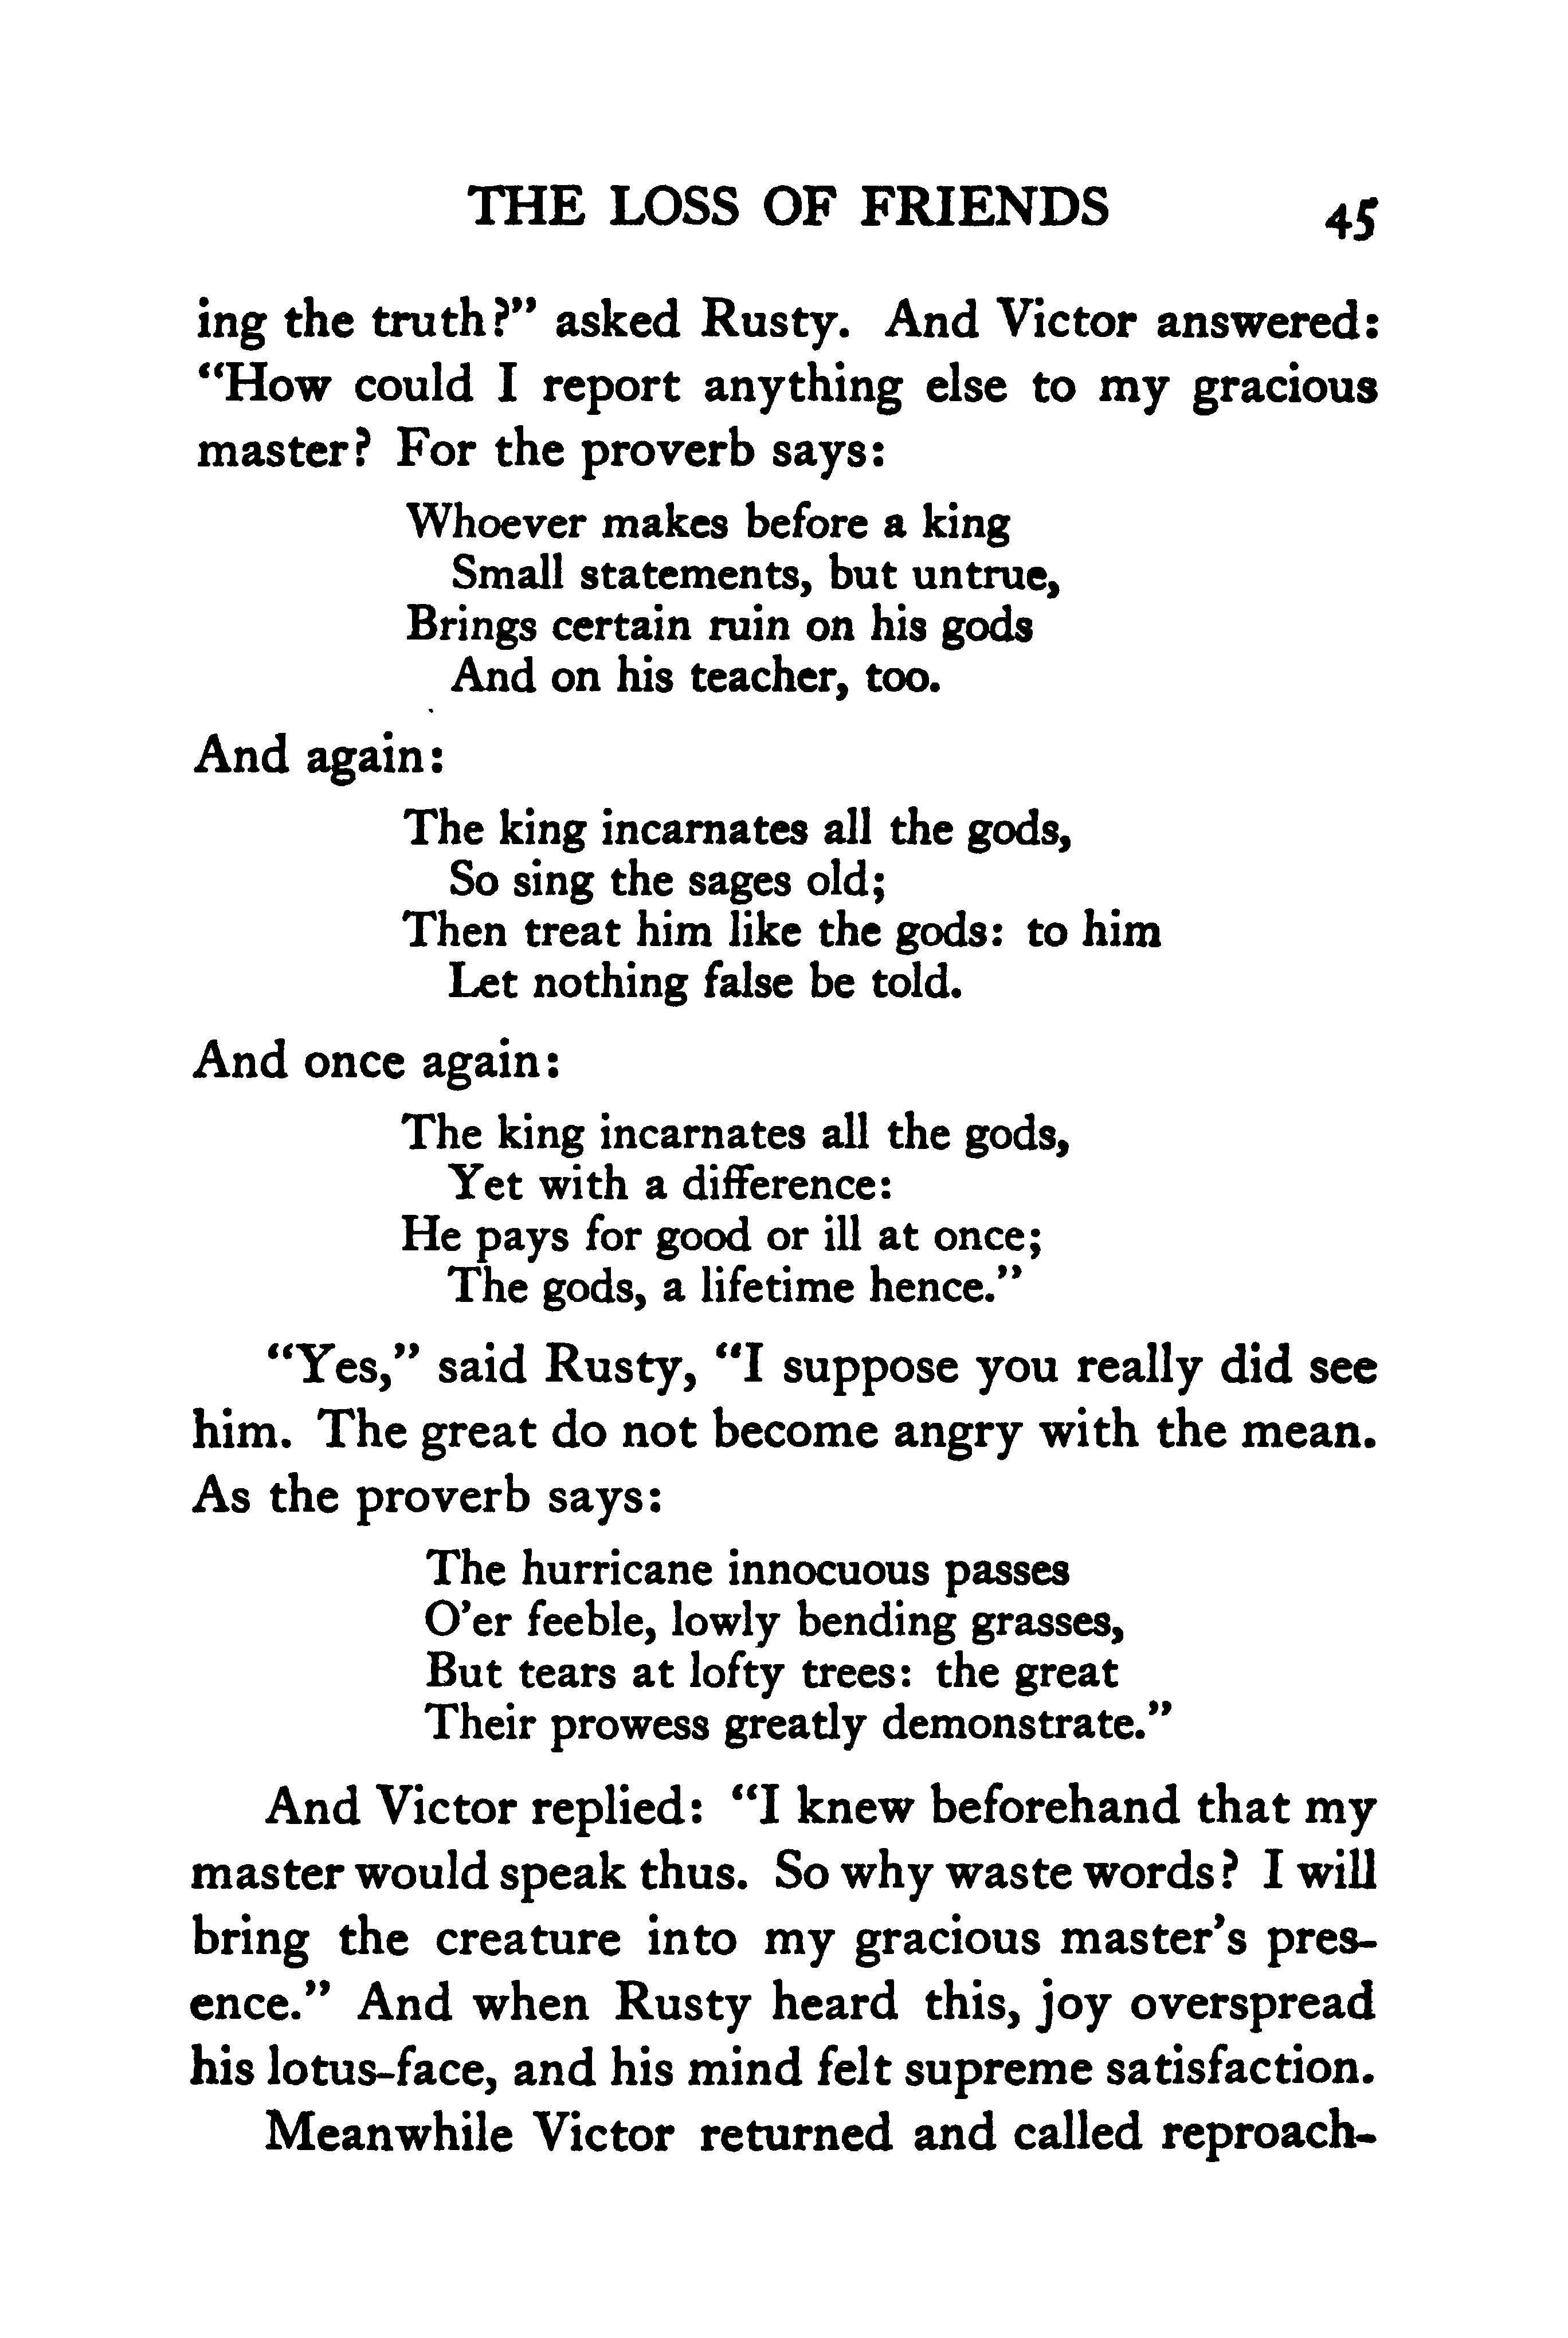 THE LOSS OF FRIENDS 45
ing the truth?” asked Rusty. And Victor answered:
“How could I report anything else to my gracious
master? For the proverb says:
Whoever makes before a king
Small statements, but untrue,
Brings certain ruin on his gods
And on his teacher, too.
And again:
The king incarnates all the gods,
So sing the sages old;
Then treat him like the gods: to him
Let nothing false be told.
And once again:
The king incarnates all the gods,
Yet with a difference:
He pays for good or ill at once;
The gods, a lifetime hence.”
“Yes,” said Rusty, “I suppose you really did see
him. The great do not become angry with the mean.
As the proverb says:
The hurricane innocuous passes
O’er feeble, lowly bending grasses,
But tears at lofty trees: the great
Their prowess greatly demonstrate.”
And Victor replied: “I knew beforehand that my
master would speak thus. So why waste words? I will
bring the creature into my gracious master’s pres-
ence.” And when Rusty heard this, joy overspread
his lotus-face, and his mind felt supreme satisfaction.
Meanwhile Victor returned and called reproach-